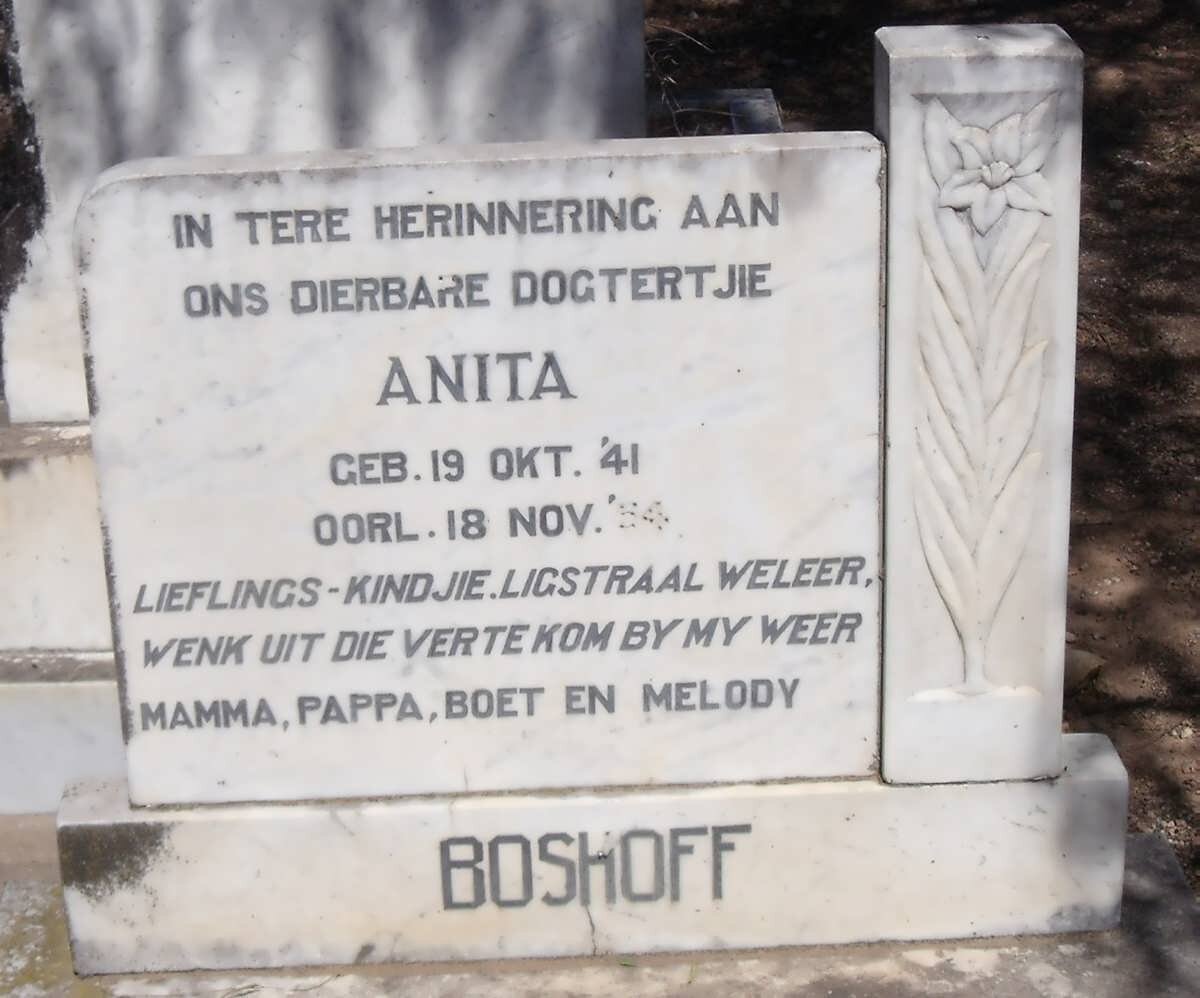 IN TERE HERINNERING AAN
ONS DIERBARE DOGTERTJIE
ANITA
GEB. 19 OKT. '41
OORL. 18 NOV. '54
LIEFLINGS-KINDJIE. LIGSTRAAL WELEER,
WENK UIT DIE VERTE KOM BY MY WEER
MAMMA, PAPPA, BOET EN MELODY
BOSHOFF